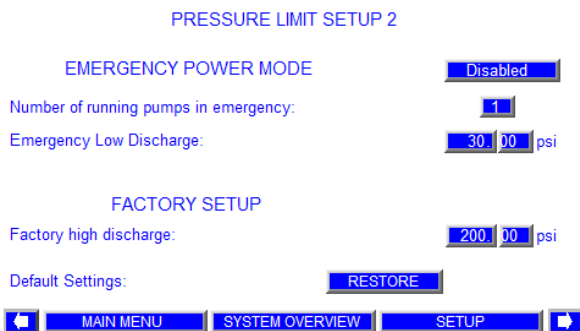 PRESSURE LIMIT SETUP 2
EMERGENCY POWER MODE Disabled
Number of running pumps in emergency: 1
Emergency Low Discharge: 30. 00 psi
FACTORY SETUP
Factory high discharge: 200. 00 psi
Default Settings: RESTORE
MAIN MENU SYSTEM OVERVIEW SETUP